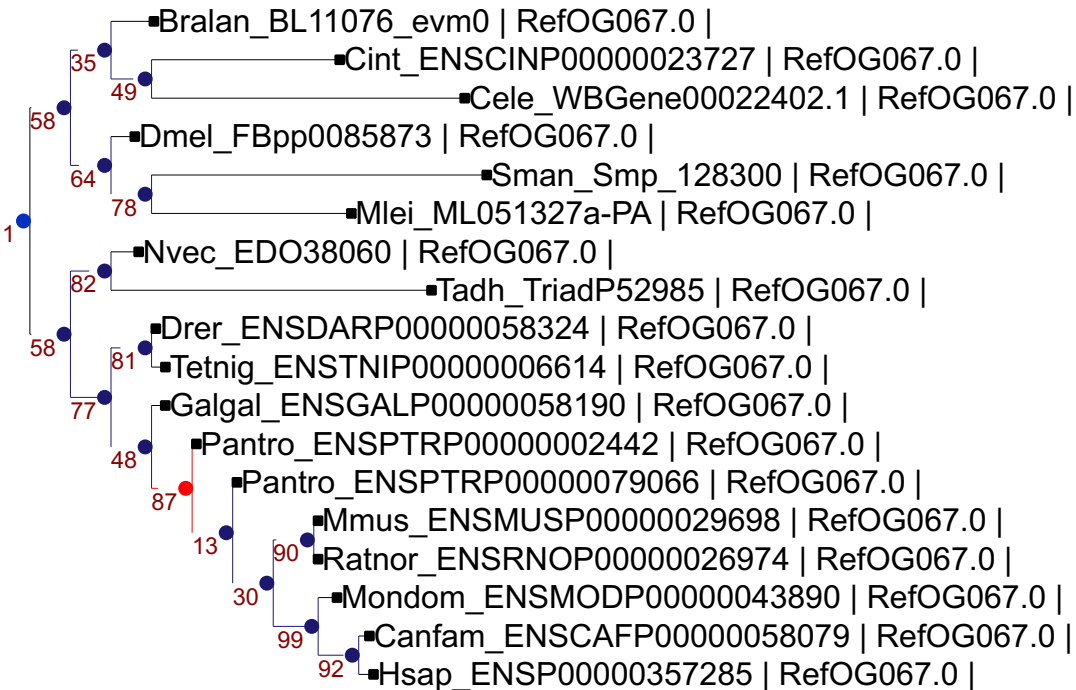 Bralan_BL11076_evm0 | RefOG067.0 |
35
Cint_ENSCINP00000023727 | RefOG067.0 |
49
Cele_WBGene00022402.1 | RefOG067.0 |
58
Dmel_FBpp0085873 | RefOG067.0 |
64
Sman_Smp_128300 | RefOG067.0 |
78
Mlei_ML051327a-PA | RefOG067.0 |
1
Nvec_EDO38060 | RefOG067.0 |
82
Tadh_TriadP52985 | RefOG067.0 |
Drer_ENSDARP00000058324 | RefOG067.0 |
58
81
Tetnig_ENSTNIP00000006614 | RefOG067.0 |
77
Galgal_ENSGALP00000058190 | RefOG067.0 |
Pantro_ENSPTRP00000002442 | RefOG067.0 |
48
Pantro_ENSPTRP00000079066 | RefOG067.0 |
87
Mmus_ENSMUSP00000029698 | RefOG067.0 |
13
90
Ratnor_ENSRNOP00000026974 | RefOG067.0 |
30
Mondom_ENSMODP00000043890 | RefOG067.0 |
99
Canfam_ENSCAFP00000058079 | RefOG067.0 |
92
Hsap_ENSP00000357285 | RefOG067.0 |